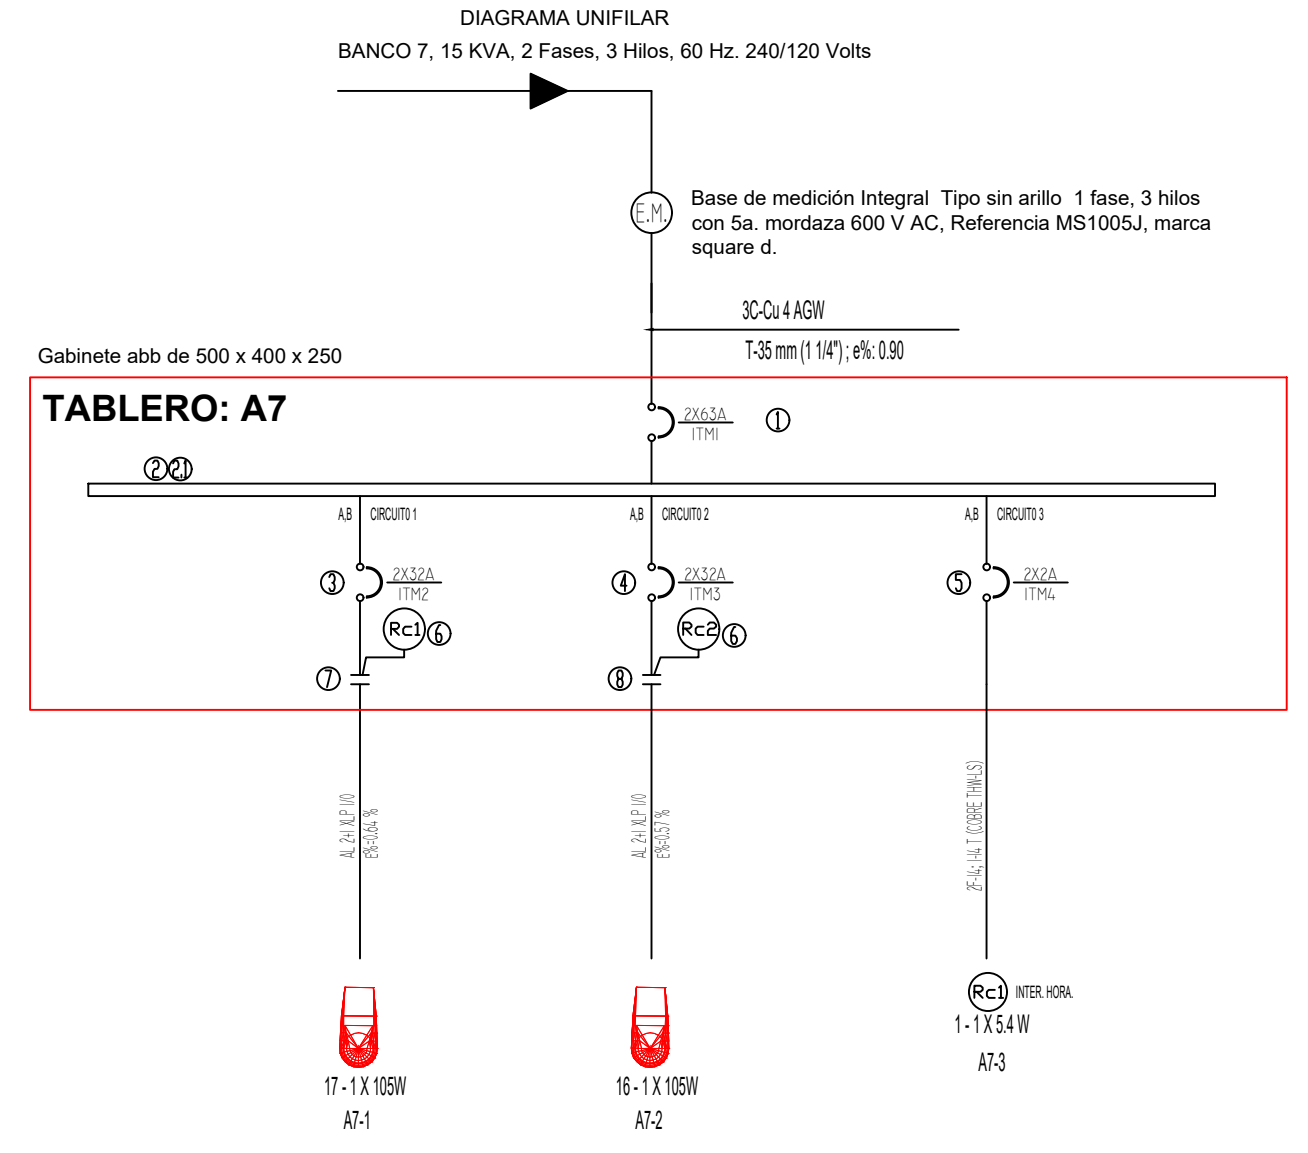 DIAGRAMA UNIFILAR
BANCO 7, 15 KVA, 2 Fases, 3 Hilos, 60 Hz. 240/120 Volts
E.M.
Base de medición Integral Tipo sin arillo 1 fase, 3 hilos
con 5a. mordaza 600 V AC, Referencia MS1005J, marca
square d.
3C-Cu 4 AGW
T-35 mm (1 1/4") ; e%: 0.90
Gabinete abb de 500 x 400 x 250
TABLERO: A7
2X63A
ITM1
1
2 2.1
A,B CIRCUITO 1
A,B CIRCUITO 2
A,B CIRCUITO 3
3
2X32A
ITM2
4
2X32A
ITM3
5
2X2A
ITM4
Rc1
6
Rc2
6
7
8
AL 2+1 XLP 1/0
E%=0.64 %
AL 2+1 XLP 1/0
E%=0.57 %
2F-14; 1-14 T (COBRE THW-LS)
Rc1 INTER. HORA.
1 - 1 X 5.4 W
A7-3
17 - 1 X 105W
A7-1
16 - 1 X 105W
A7-2